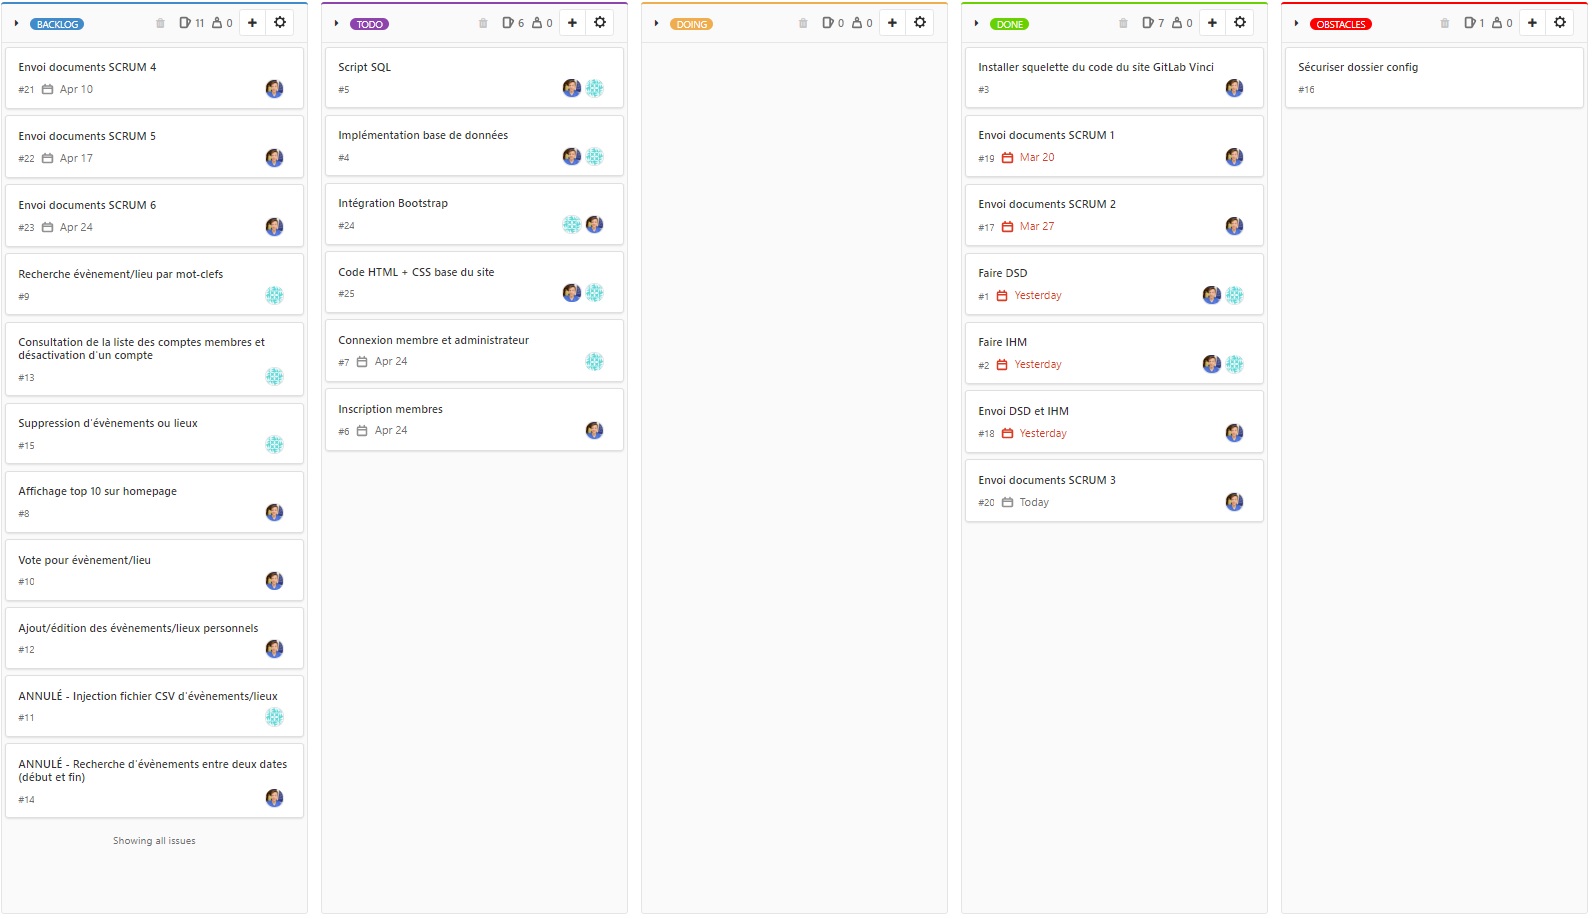 BACKLOG 11 0
Envoi documents SCRUM 4
#21 Apr 10
Envoi documents SCRUM 5
#22 Apr 17
Envoi documents SCRUM 6
#23 Apr 24
Recherche évènement/lieu par mot-clefs
#9
Consultation de la liste des comptes membres et
désactivation d'un compte
#13
Suppression d'évènements ou lieux
#15
Affichage top 10 sur homepage
#8
Vote pour évènement/lieu
#10
Ajout/édition des évènements/lieux personnels
#12
ANNULÉ - Injection fichier CSV d'évènements/lieux
#11
ANNULÉ - Recherche d'évènements entre deux dates
(début et fin)
#14
Showing all issues
TODO 6 0
Script SQL
#5
Implémentation base de données
#4
Intégration Bootstrap
#24
Code HTML + CSS base du site
#25
Connexion membre et administrateur
#7 Apr 24
Inscription membres
#6 Apr 24
DOING 0 0
DONE 7 0
Installer squelette du code du site GitLab Vinci
#3
Envoi documents SCRUM 1
#19 Mar 20
Envoi documents SCRUM 2
#17 Mar 27
Faire DSD
#1 Yesterday
Faire IHM
#2 Yesterday
Envoi DSD et IHM
#18 Yesterday
Envoi documents SCRUM 3
#20 Today
OBSTACLES 1 0
Sécuriser dossier config
#16